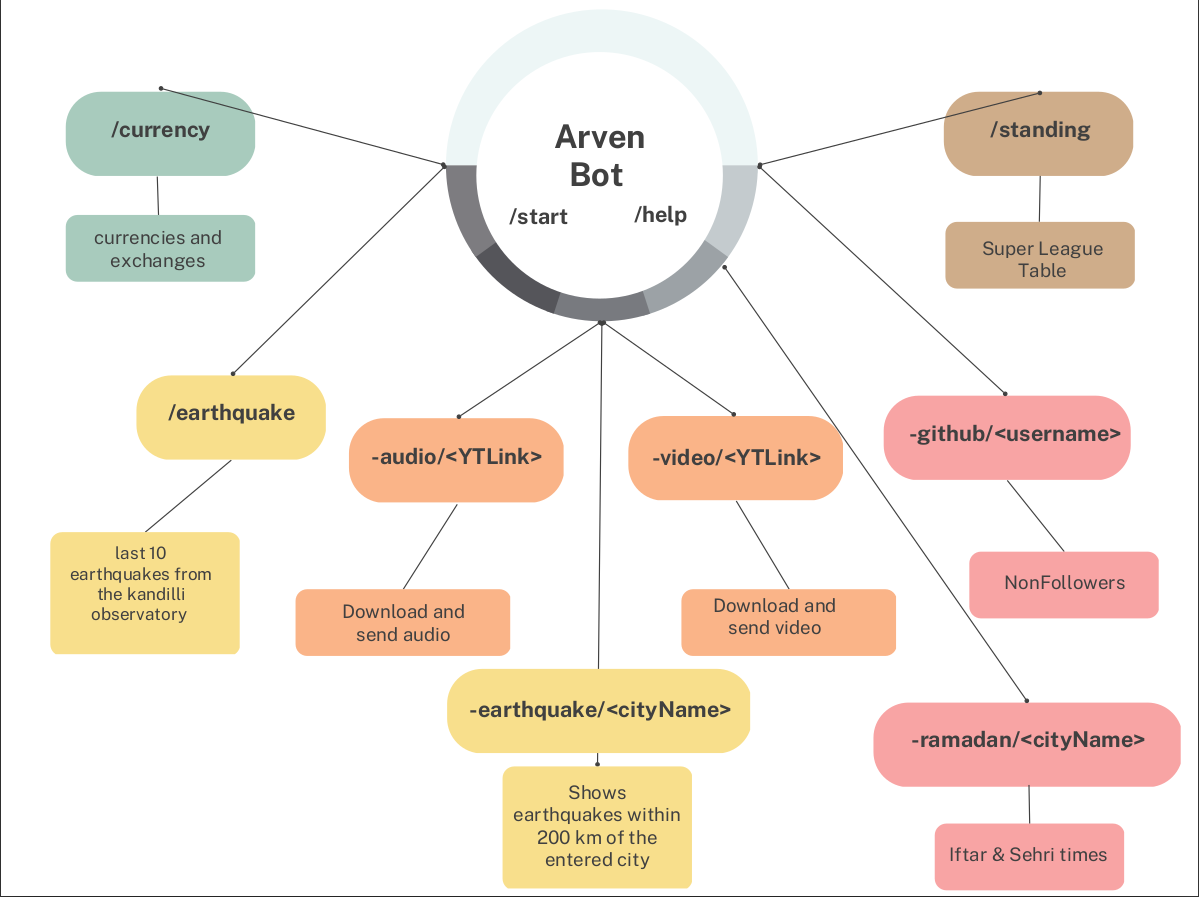 Arven
Bot
/start
/help
/currency
currencies and
exchanges
/standing
Super League
Table
/earthquake
last 10
earthquakes from
the kandilli
observatory
-audio/<YTLink>
Download and
send audio
-video/<YTLink>
Download and
send video
-github/<username>
NonFollowers
-earthquake/<cityName>
Shows
earthquakes within
200 km of the
entered city
-ramadan/<cityName>
Iftar & Sehri times